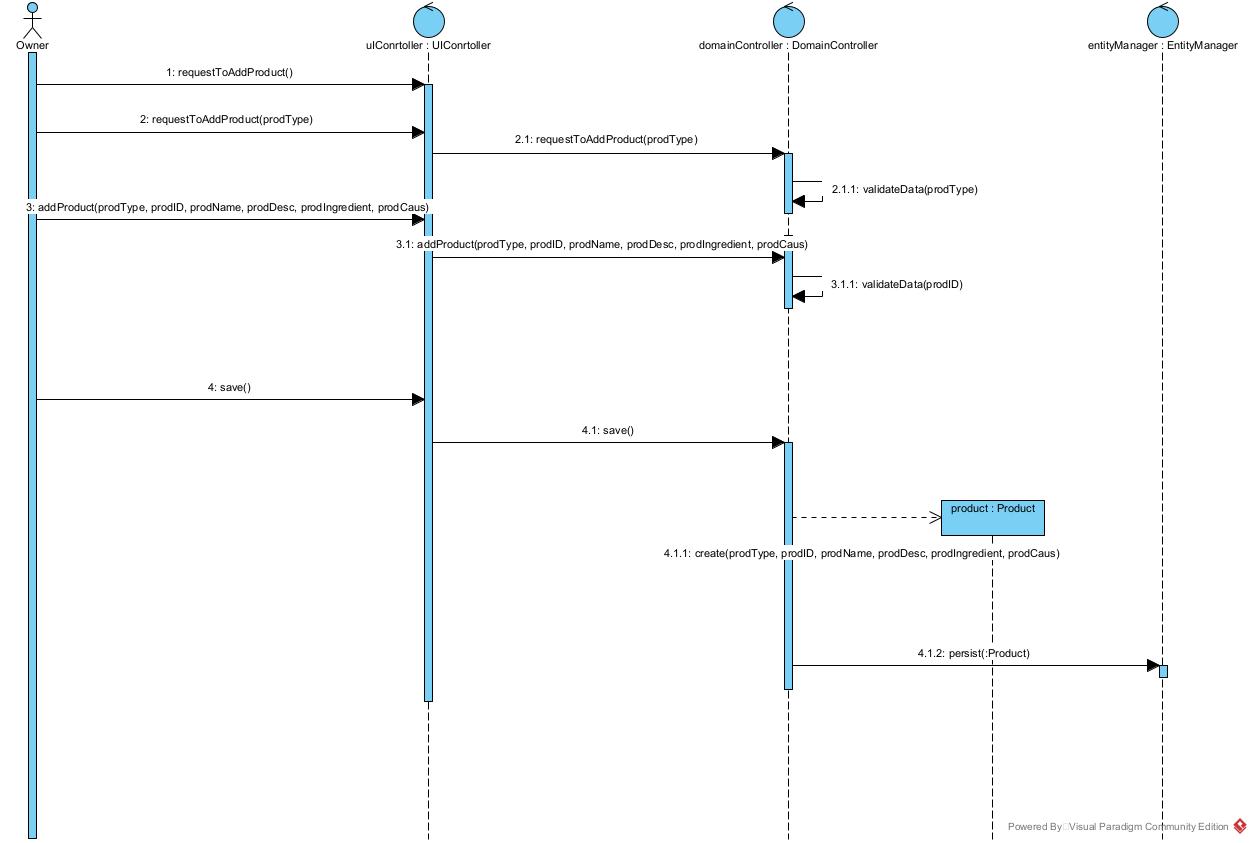 Owner
uIConrtoller : UIConrtoller
domainController : DomainController
entityManager : EntityManager
1: requestToAddProduct()
2: requestToAddProduct(prodType)
2.1: requestToAddProduct(prodType)
2.1.1: validateData(prodType)
3: addProduct(prodType, prodID, prodName, prodDesc, prodIngredient, prodCaus)
3.1: addProduct(prodType, prodID, prodName, prodDesc, prodIngredient, prodCaus)
3.1.1: validateData(prodID)
4: save()
4.1: save()
product : Product
4.1.1: create(prodType, prodID, prodName, prodDesc, prodIngredient, prodCaus)
4.1.2: persist(:Product)
Powered By Visual Paradigm Community Edition